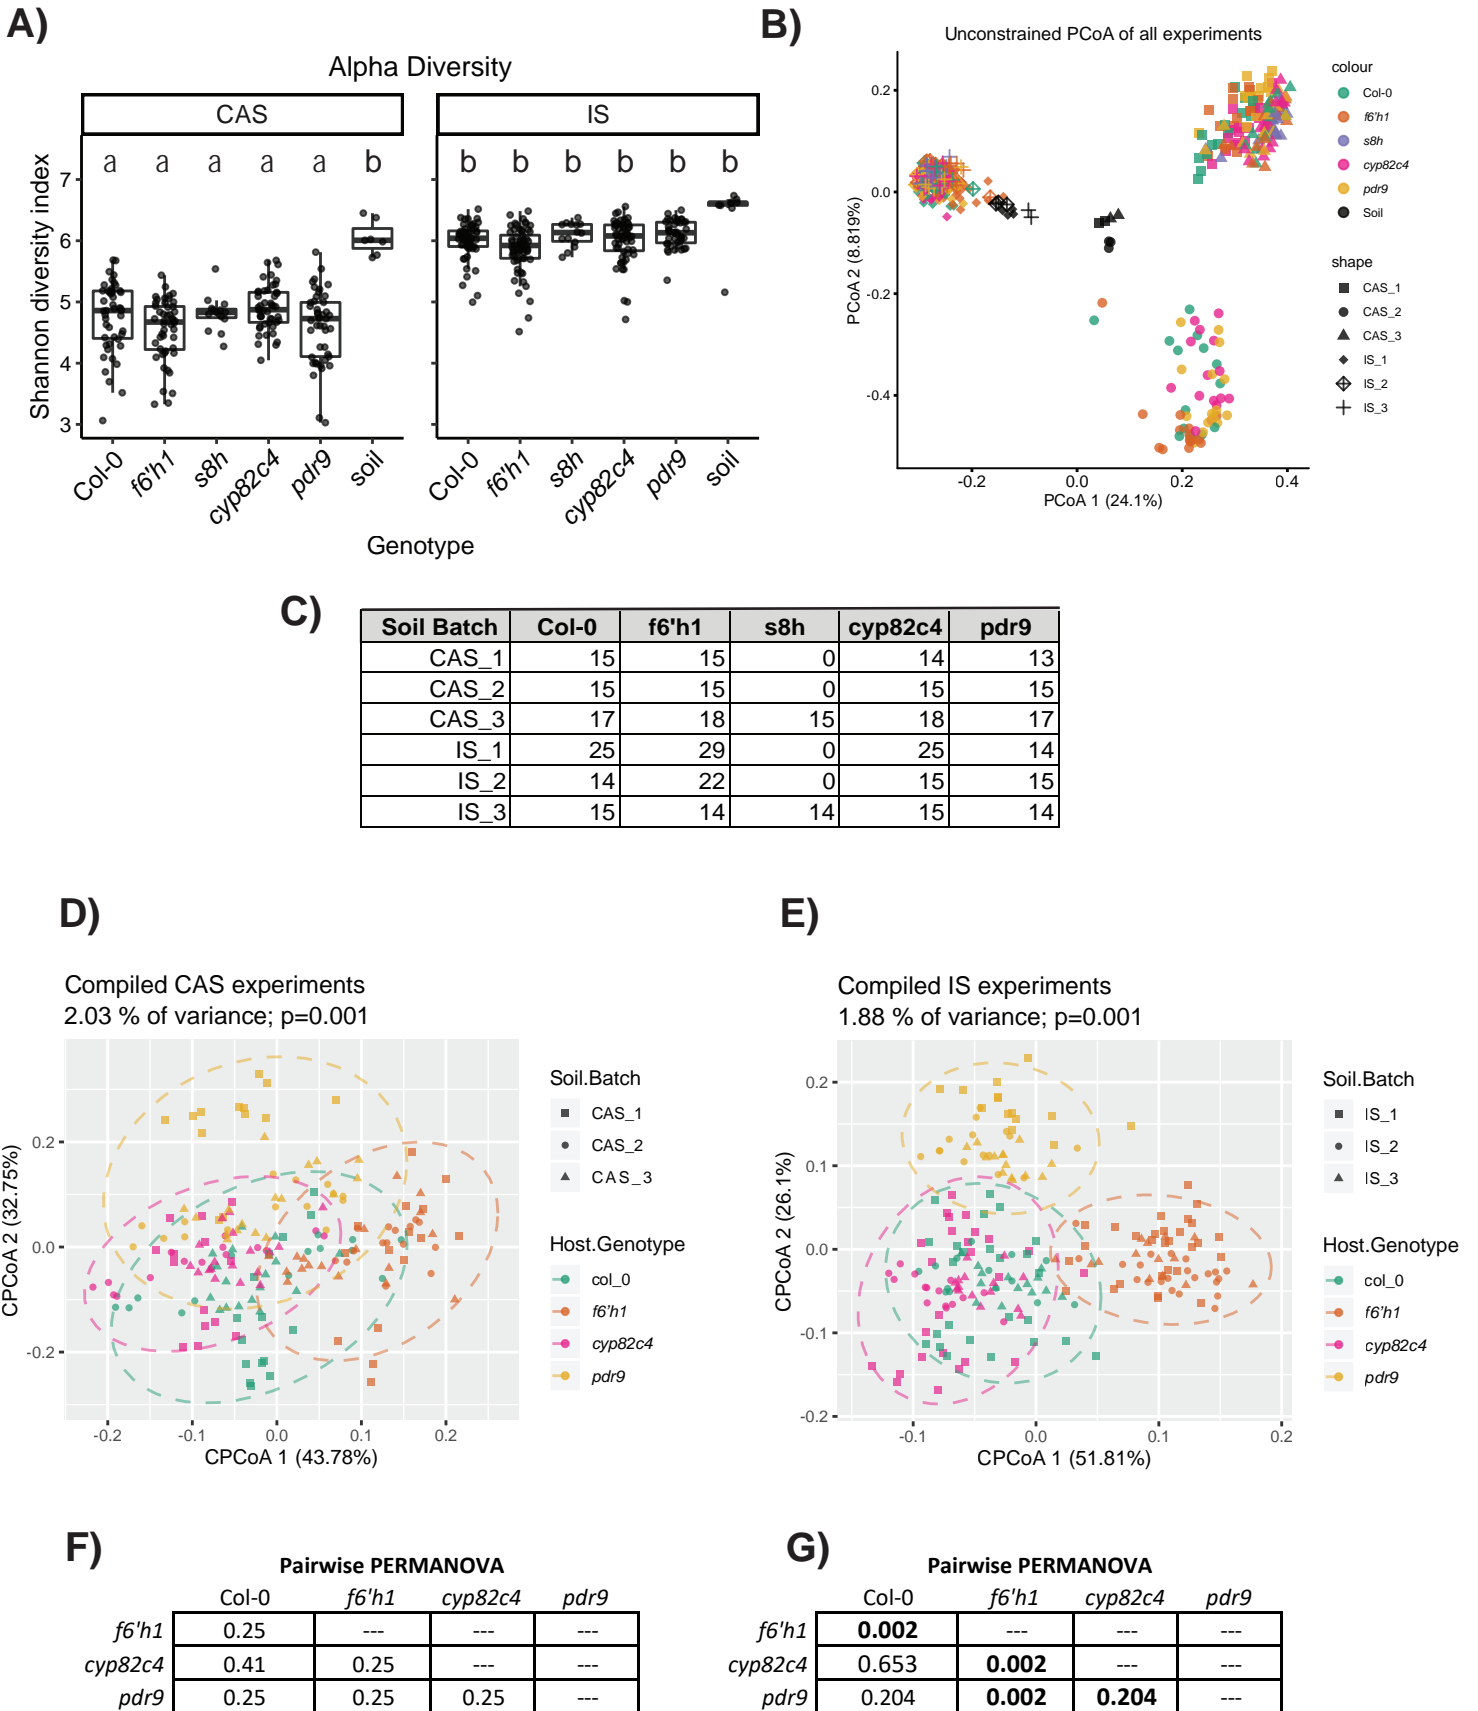 A)
Alpha Diversity
CAS
IS
a a a a a b
b b b b b b
Shannon diversity index
7
6
5
4
3
Col-0 f6'h1 s8h cyp82c4 pdr9 soil
Col-0 f6'h1 s8h cyp82c4 pdr9 soil
Genotype
B)
Unconstrained PCoA of all experiments
PCoA 2 (8.819%)
0.2
0.0
-0.2
-0.4
-0.2 0.0 0.2 0.4
PCoA 1 (24.1%)
colour
Col-0
f6'h1
s8h
cyp82c4
pdr9
Soil
shape
CAS_1
CAS_2
CAS_3
IS_1
IS_2
IS_3
C)
Soil Batch Col-0 f6'h1 s8h cyp82c4 pdr9
CAS_1 15 15 0 14 13
CAS_2 15 15 0 15 15
CAS_3 17 18 15 18 17
IS_1 25 29 0 25 14
IS_2 14 22 0 15 15
IS_3 15 14 14 15 14
D)
Compiled CAS experiments
2.03 % of variance; p=0.001
CPCoA 2 (32.75%)
0.2
0.0
-0.2
-0.2 -0.1 0.0 0.1 0.2
CPCoA 1 (43.78%)
Soil.Batch
CAS_1
CAS_2
CAS_3
Host.Genotype
col_0
f6'h1
cyp82c4
pdr9
E)
Compiled IS experiments
1.88 % of variance; p=0.001
CPCoA 2 (26.1%)
0.2
0.1
0.0
-0.1
-0.2
-0.1 0.0 0.1 0.2
CPCoA 1 (51.81%)
Soil.Batch
IS_1
IS_2
IS_3
Host.Genotype
col_0
f6'h1
cyp82c4
pdr9
F)
Pairwise PERMANOVA
Col-0 f6'h1 cyp82c4 pdr9
f6'h1 0.25 --- --- ---
cyp82c4 0.41 0.25 --- ---
pdr9 0.25 0.25 0.25 ---
G)
Pairwise PERMANOVA
Col-0 f6'h1 cyp82c4 pdr9
f6'h1 0.002 --- --- ---
cyp82c4 0.653 0.002 --- ---
pdr9 0.204 0.002 0.204 ---